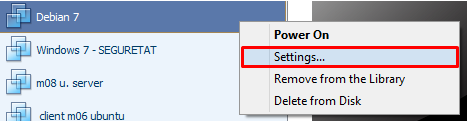 Debian 7
Windows 7 - SEGURETAT
m08 u. server
client m06 ubuntu
Power On
Settings...
Remove from the Library
Delete from Disk